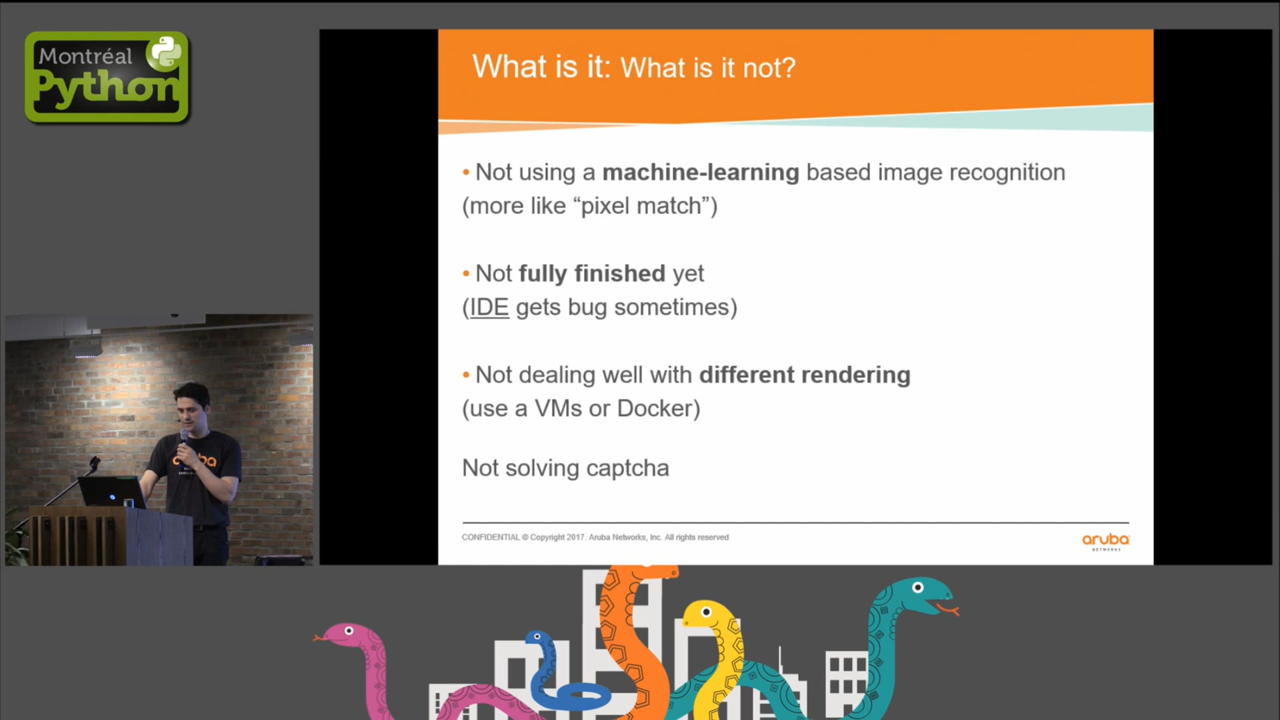 Montréal
Python
What is it: What is it not?
• Not using a machine-learning based image recognition
(more like “pixel match”)
• Not fully finished yet
(IDE gets bug sometimes)
• Not dealing well with different rendering
(use a VMs or Docker)
Not solving captcha
CONFIDENTIAL © Copyright 2017. Aruba Networks, Inc. All rights reserved
aruba
NETWORKS
aruba